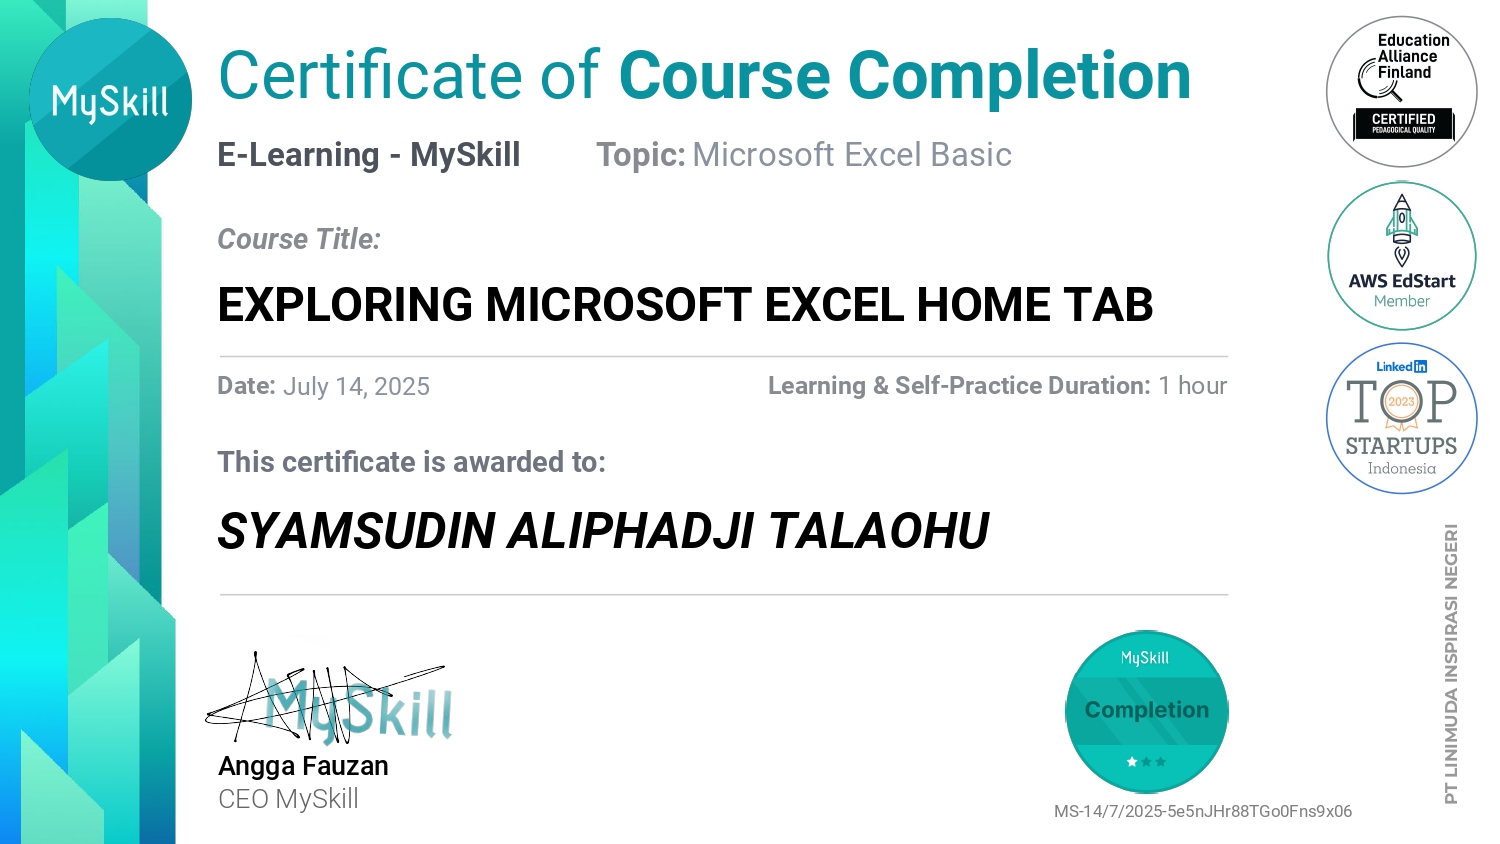 MySkill
Certificate of Course Completion
E-Learning - MySkill
Topic: Microsoft Excel Basic
Course Title:
EXPLORING MICROSOFT EXCEL HOME TAB
Date: July 14, 2025
Learning & Self-Practice Duration: 1 hour
This certificate is awarded to:
SYAMSUDIN ALIPHADJI TALAOHU
MySkill
Angga Fauzan
CEO MySkill
MySkill
Completion
MS-14/7/2025-5e5nJHr88TGo0Fns9x06
Education
Alliance
Finland
CERTIFIED
PEDAGOGICAL QUALITY
AWS EdStart
Member
Linked in
TOP
2023
STARTUPS
Indonesia
PT LINIMUDA INSPIRASI NEGERI